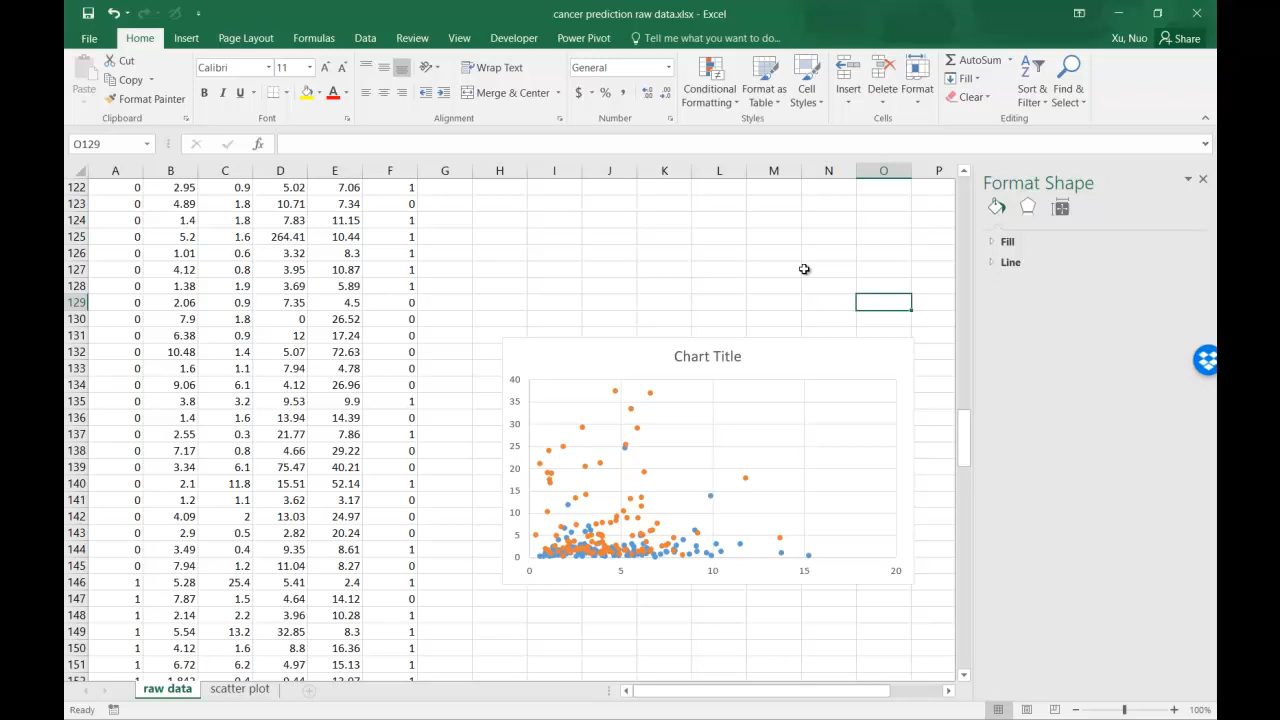 cancer prediction raw data.xlsx - Excel
File Home Insert Page Layout Formulas Data Review View Developer Power Pivot Tell me what you want to do... Xu, Nuo Share
Paste Cut Copy Format Painter Clipboard
Calibri 11 A A B I U A Font
Wrap Text Merge & Center Alignment
General $ % , Number
Conditional Formatting Format as Table Cell Styles Styles
Insert Delete Format Cells
AutoSum Fill Clear Sort & Filter Find & Select Editing
O129 fx
A B C D E F G H I J K L M N O P
122 0 2.95 0.9 5.02 7.06 1
123 0 4.89 1.8 10.71 7.34 0
124 0 1.4 1.8 7.83 11.15 1
125 0 5.2 1.6 264.41 10.44 1
126 0 1.01 0.6 3.32 8.3 1
127 0 4.12 0.8 3.95 10.87 1
128 0 1.38 1.9 3.69 5.89 1
129 0 2.06 0.9 7.35 4.5 0
130 0 7.9 1.8 0 26.52 0
131 0 6.38 0.9 12 17.24 0
132 0 10.48 1.4 5.07 72.63 0
133 0 1.6 1.1 7.94 4.78 0
134 0 9.06 6.1 4.12 26.96 0
135 0 3.8 3.2 9.53 9.9 1
136 0 1.4 1.6 13.94 14.39 0
137 0 2.55 0.3 21.77 7.86 1
138 0 7.17 0.8 4.66 29.22 0
139 0 3.34 6.1 75.47 40.21 0
140 0 2.1 11.8 15.51 52.14 1
141 0 1.2 1.1 3.62 3.17 0
142 0 4.09 2 13.03 24.97 0
143 0 2.9 0.5 2.82 20.24 0
144 0 3.49 0.4 9.35 8.61 1
145 0 7.94 1.2 11.04 8.27 0
146 1 5.28 25.4 5.41 2.4 1
147 1 7.87 1.5 4.64 14.12 0
148 1 2.14 2.2 3.96 10.28 1
149 1 5.54 13.2 32.85 8.3 1
150 1 4.12 1.6 8.8 16.36 1
151 1 6.72 6.2 4.97 15.13 1
Chart Title
40
35
30
25
20
15
10
5
0
0 5 10 15 20
Format Shape
Fill
Line
raw data scatter plot
Ready 100%